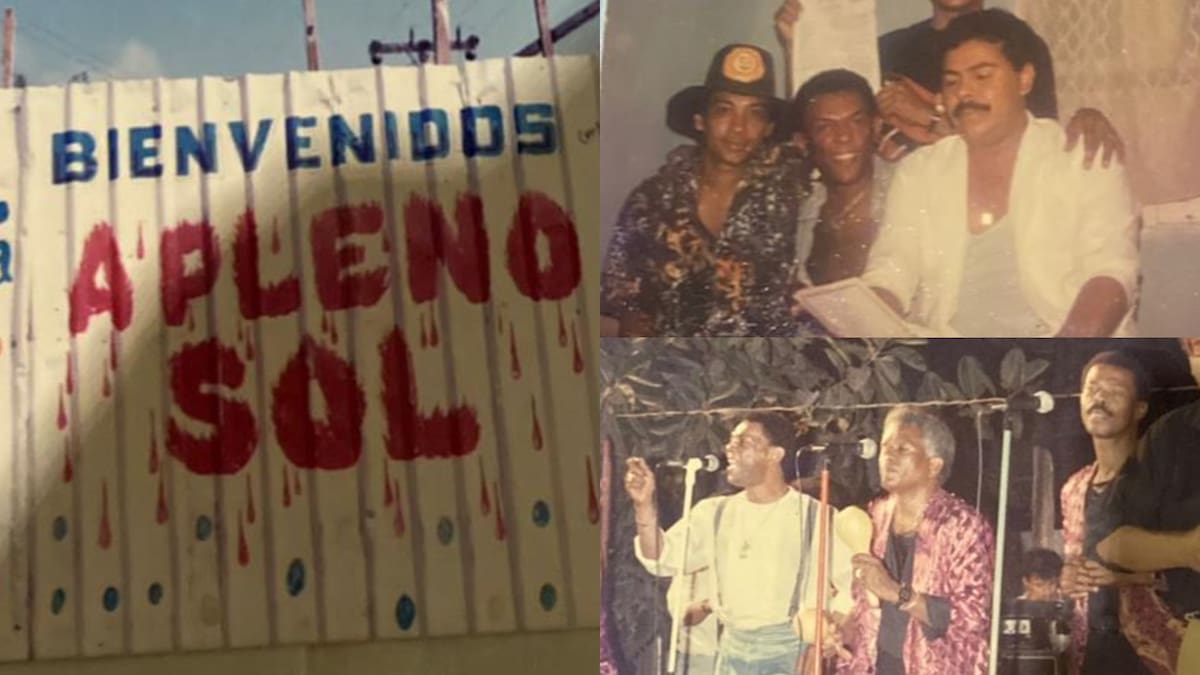 BIENVENIDOS
A PLENO
SOL